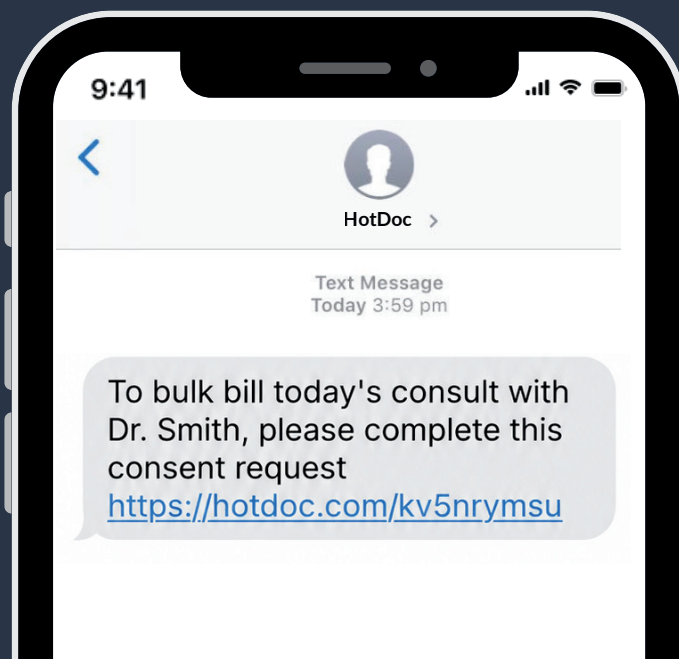 9:41
HotDoc
Text Message
Today 3:59 pm
To bulk bill today's consult with
Dr. Smith, please complete this
consent request
https://hotdoc.com/kv5nrymsu